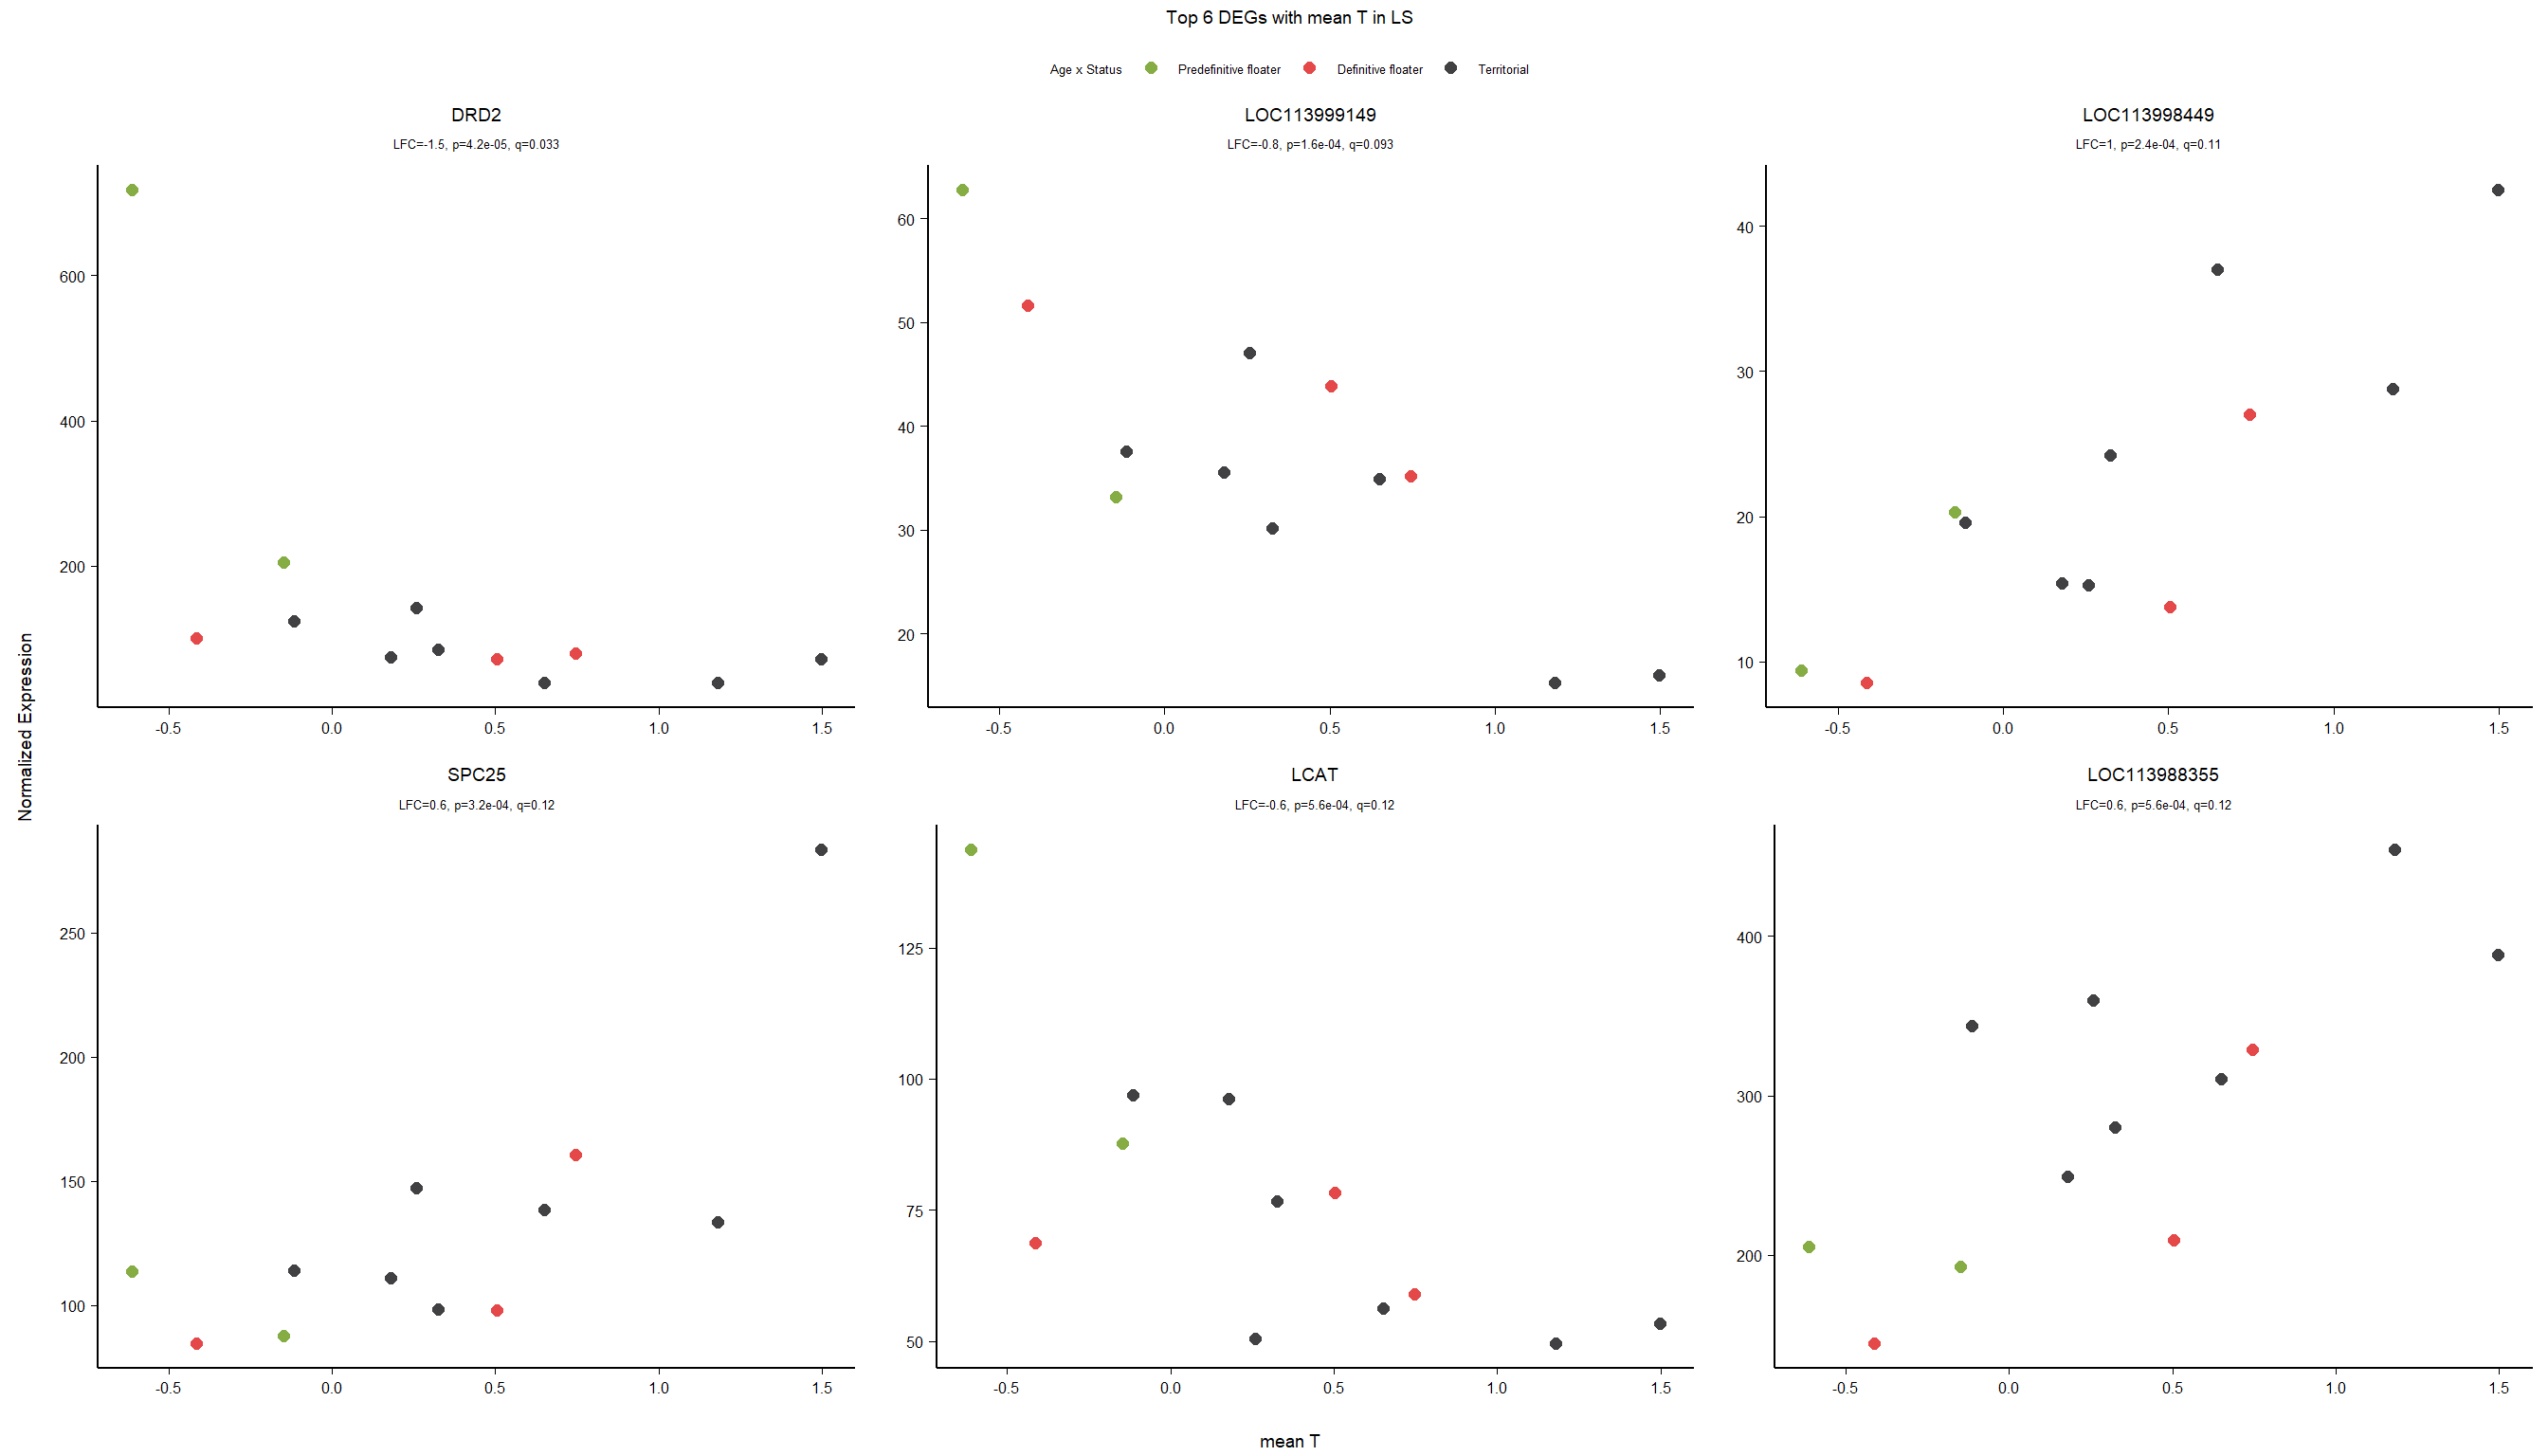 Top 6 DEGs with mean T in LS
Age x Status Predefinitive floater Definitive floater Territorial
DRD2
LFC=-1.5, p=4.2e-05, q=0.033
600
400
200
-0.5 0.0 0.5 1.0 1.5
LOC113999149
LFC=-0.8, p=1.6e-04, q=0.093
60
50
40
30
20
-0.5 0.0 0.5 1.0 1.5
LOC113998449
LFC=1, p=2.4e-04, q=0.11
40
30
20
10
-0.5 0.0 0.5 1.0 1.5
Normalized Expression
SPC25
LFC=0.6, p=3.2e-04, q=0.12
250
200
150
100
-0.5 0.0 0.5 1.0 1.5
LCAT
LFC=-0.6, p=5.6e-04, q=0.12
125
100
75
50
-0.5 0.0 0.5 1.0 1.5
LOC113988355
LFC=0.6, p=5.6e-04, q=0.12
400
300
200
-0.5 0.0 0.5 1.0 1.5
mean T